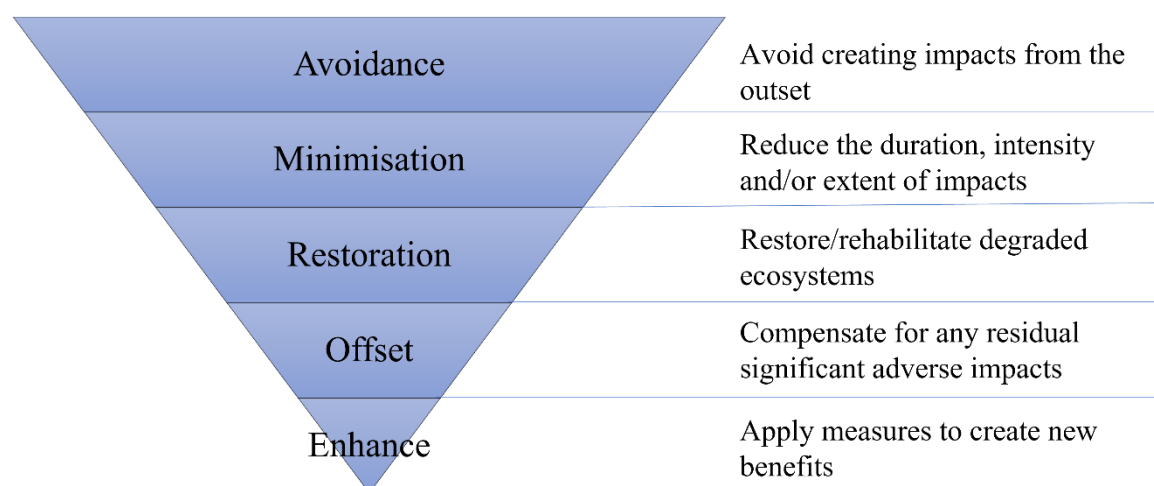 Avoidance
Avoid creating impacts from the
outset
Minimisation
Reduce the duration, intensity
and/or extent of impacts
Restoration
Restore/rehabilitate degraded
ecosystems
Offset
Compensate for any residual
significant adverse impacts
Enhance
Apply measures to create new
benefits